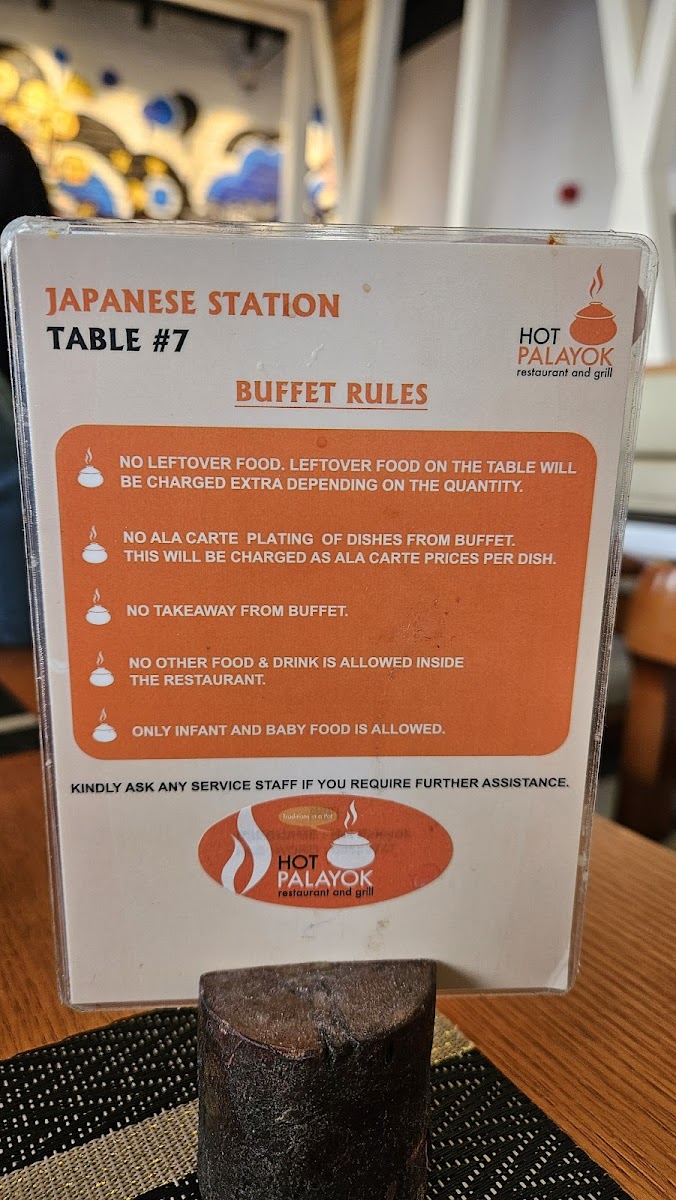 JAPANESE STATION
TABLE #7
HOT
PALAYOK
restaurant and grill
BUFFET RULES
NO LEFTOVER FOOD. LEFTOVER FOOD ON THE TABLE WILL
BE CHARGED EXTRA DEPENDING ON THE QUANTITY.
NO ALA CARTE PLATING OF DISHES FROM BUFFET.
THIS WILL BE CHARGED AS ALA CARTE PRICES PER DISH.
NO TAKEAWAY FROM BUFFET.
NO OTHER FOOD & DRINK IS ALLOWED INSIDE
THE RESTAURANT.
ONLY INFANT AND BABY FOOD IS ALLOWED.
KINDLY ASK ANY SERVICE STAFF IF YOU REQUIRE FURTHER ASSISTANCE.
HOT
PALAYOK
restaurant and grill